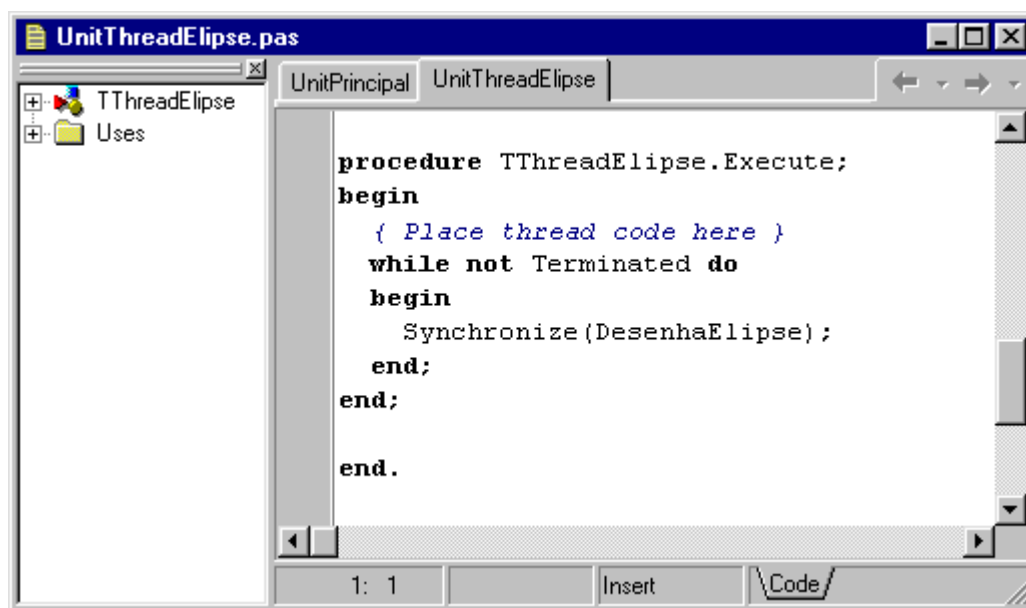 UnitThreadElipse.pas
TThreadElipse
Uses
UnitPrincipal UnitThreadElipse
procedure TThreadElipse.Execute;
begin
{ Place thread code here }
while not Terminated do
begin
Synchronize(DesenhaElipse);
end;
end;
end.
1: 1 Insert \Code/